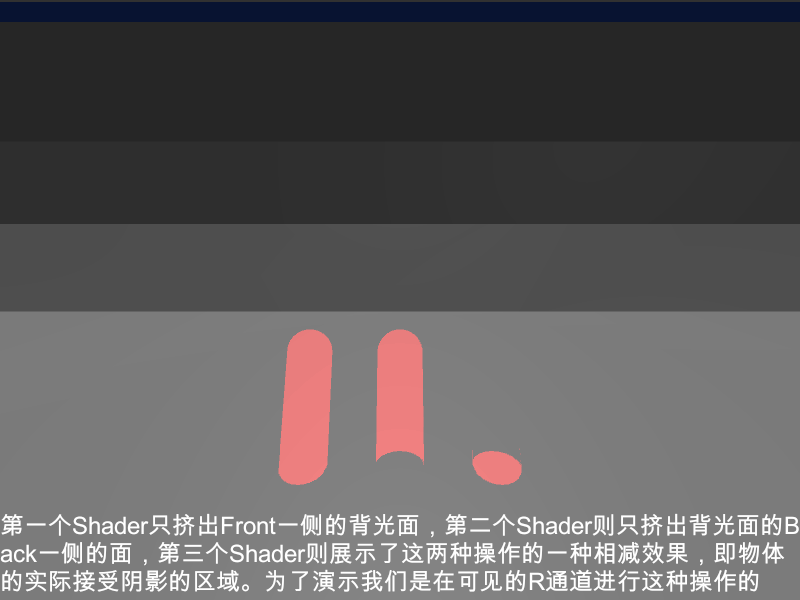 第一个Shader只挤出Front一侧的背光面，第二个Shader则只挤出背光面的B
ack一侧的面，第三个Shader则展示了这两种操作的一种相减效果，即物体
的实际接受阴影的区域。为了演示我们是在可见的R通道进行这种操作的